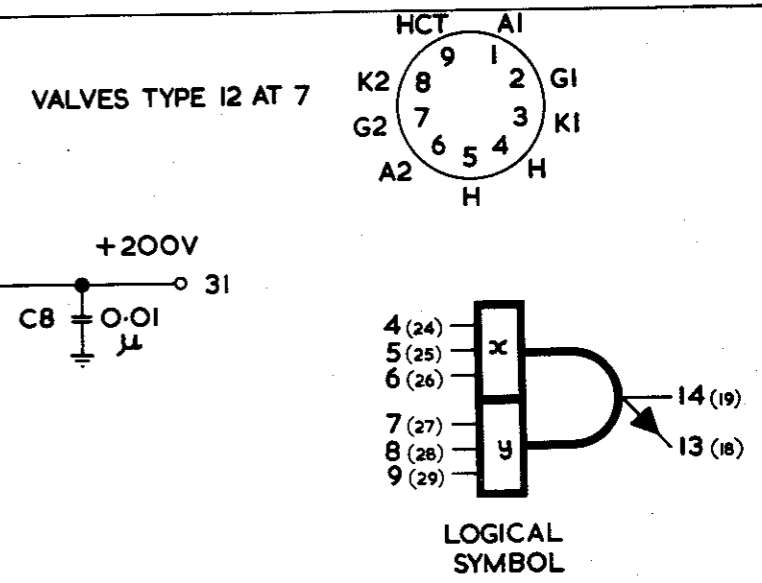 HCT A1
9 1
K2 8 2 G1
VALVES TYPE 12 AT 7
G2 7 3 K1
6 5 4
A2 H
H
+200V
31
C8 0·01
μ
4 (24)
5 (25) x
6 (26)
14 (19)
7 (27)
8 (28) y 13 (18)
9 (29)
LOGICAL
SYMBOL